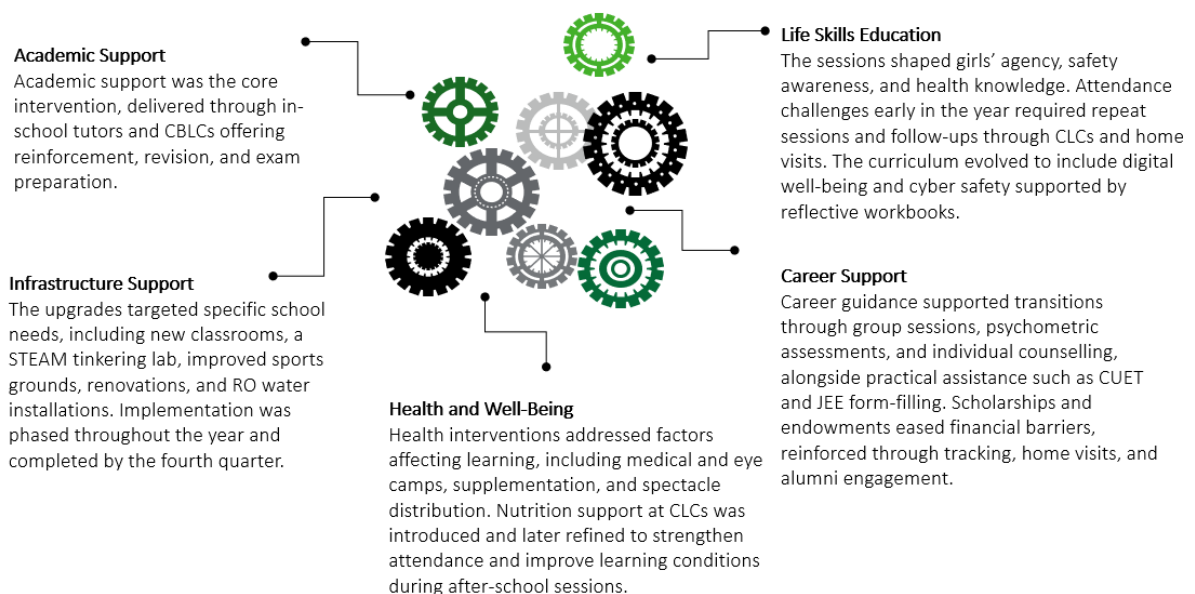 Academic Support
Academic support was the core
intervention, delivered through in-
school tutors and CBLCs offering
reinforcement, revision, and exam
preparation.
Infrastructure Support
The upgrades targeted specific school
needs, including new classrooms, a
STEAM tinkering lab, improved sports
grounds, renovations, and RO water
installations. Implementation was
phased throughout the year and
completed by the fourth quarter.
Health and Well-Being
Health interventions addressed factors
affecting learning, including medical and eye
camps, supplementation, and spectacle
distribution. Nutrition support at CLCs was
introduced and later refined to strengthen
attendance and improve learning conditions
during after-school sessions.
Life Skills Education
The sessions shaped girls’ agency, safety
awareness, and health knowledge. Attendance
challenges early in the year required repeat
sessions and follow-ups through CLCs and home
visits. The curriculum evolved to include digital
well-being and cyber safety supported by
reflective workbooks.
Career Support
Career guidance supported transitions
through group sessions, psychometric
assessments, and individual counselling,
alongside practical assistance such as CUET
and JEE form-filling. Scholarships and
endowments eased financial barriers,
reinforced through tracking, home visits, and
alumni engagement.